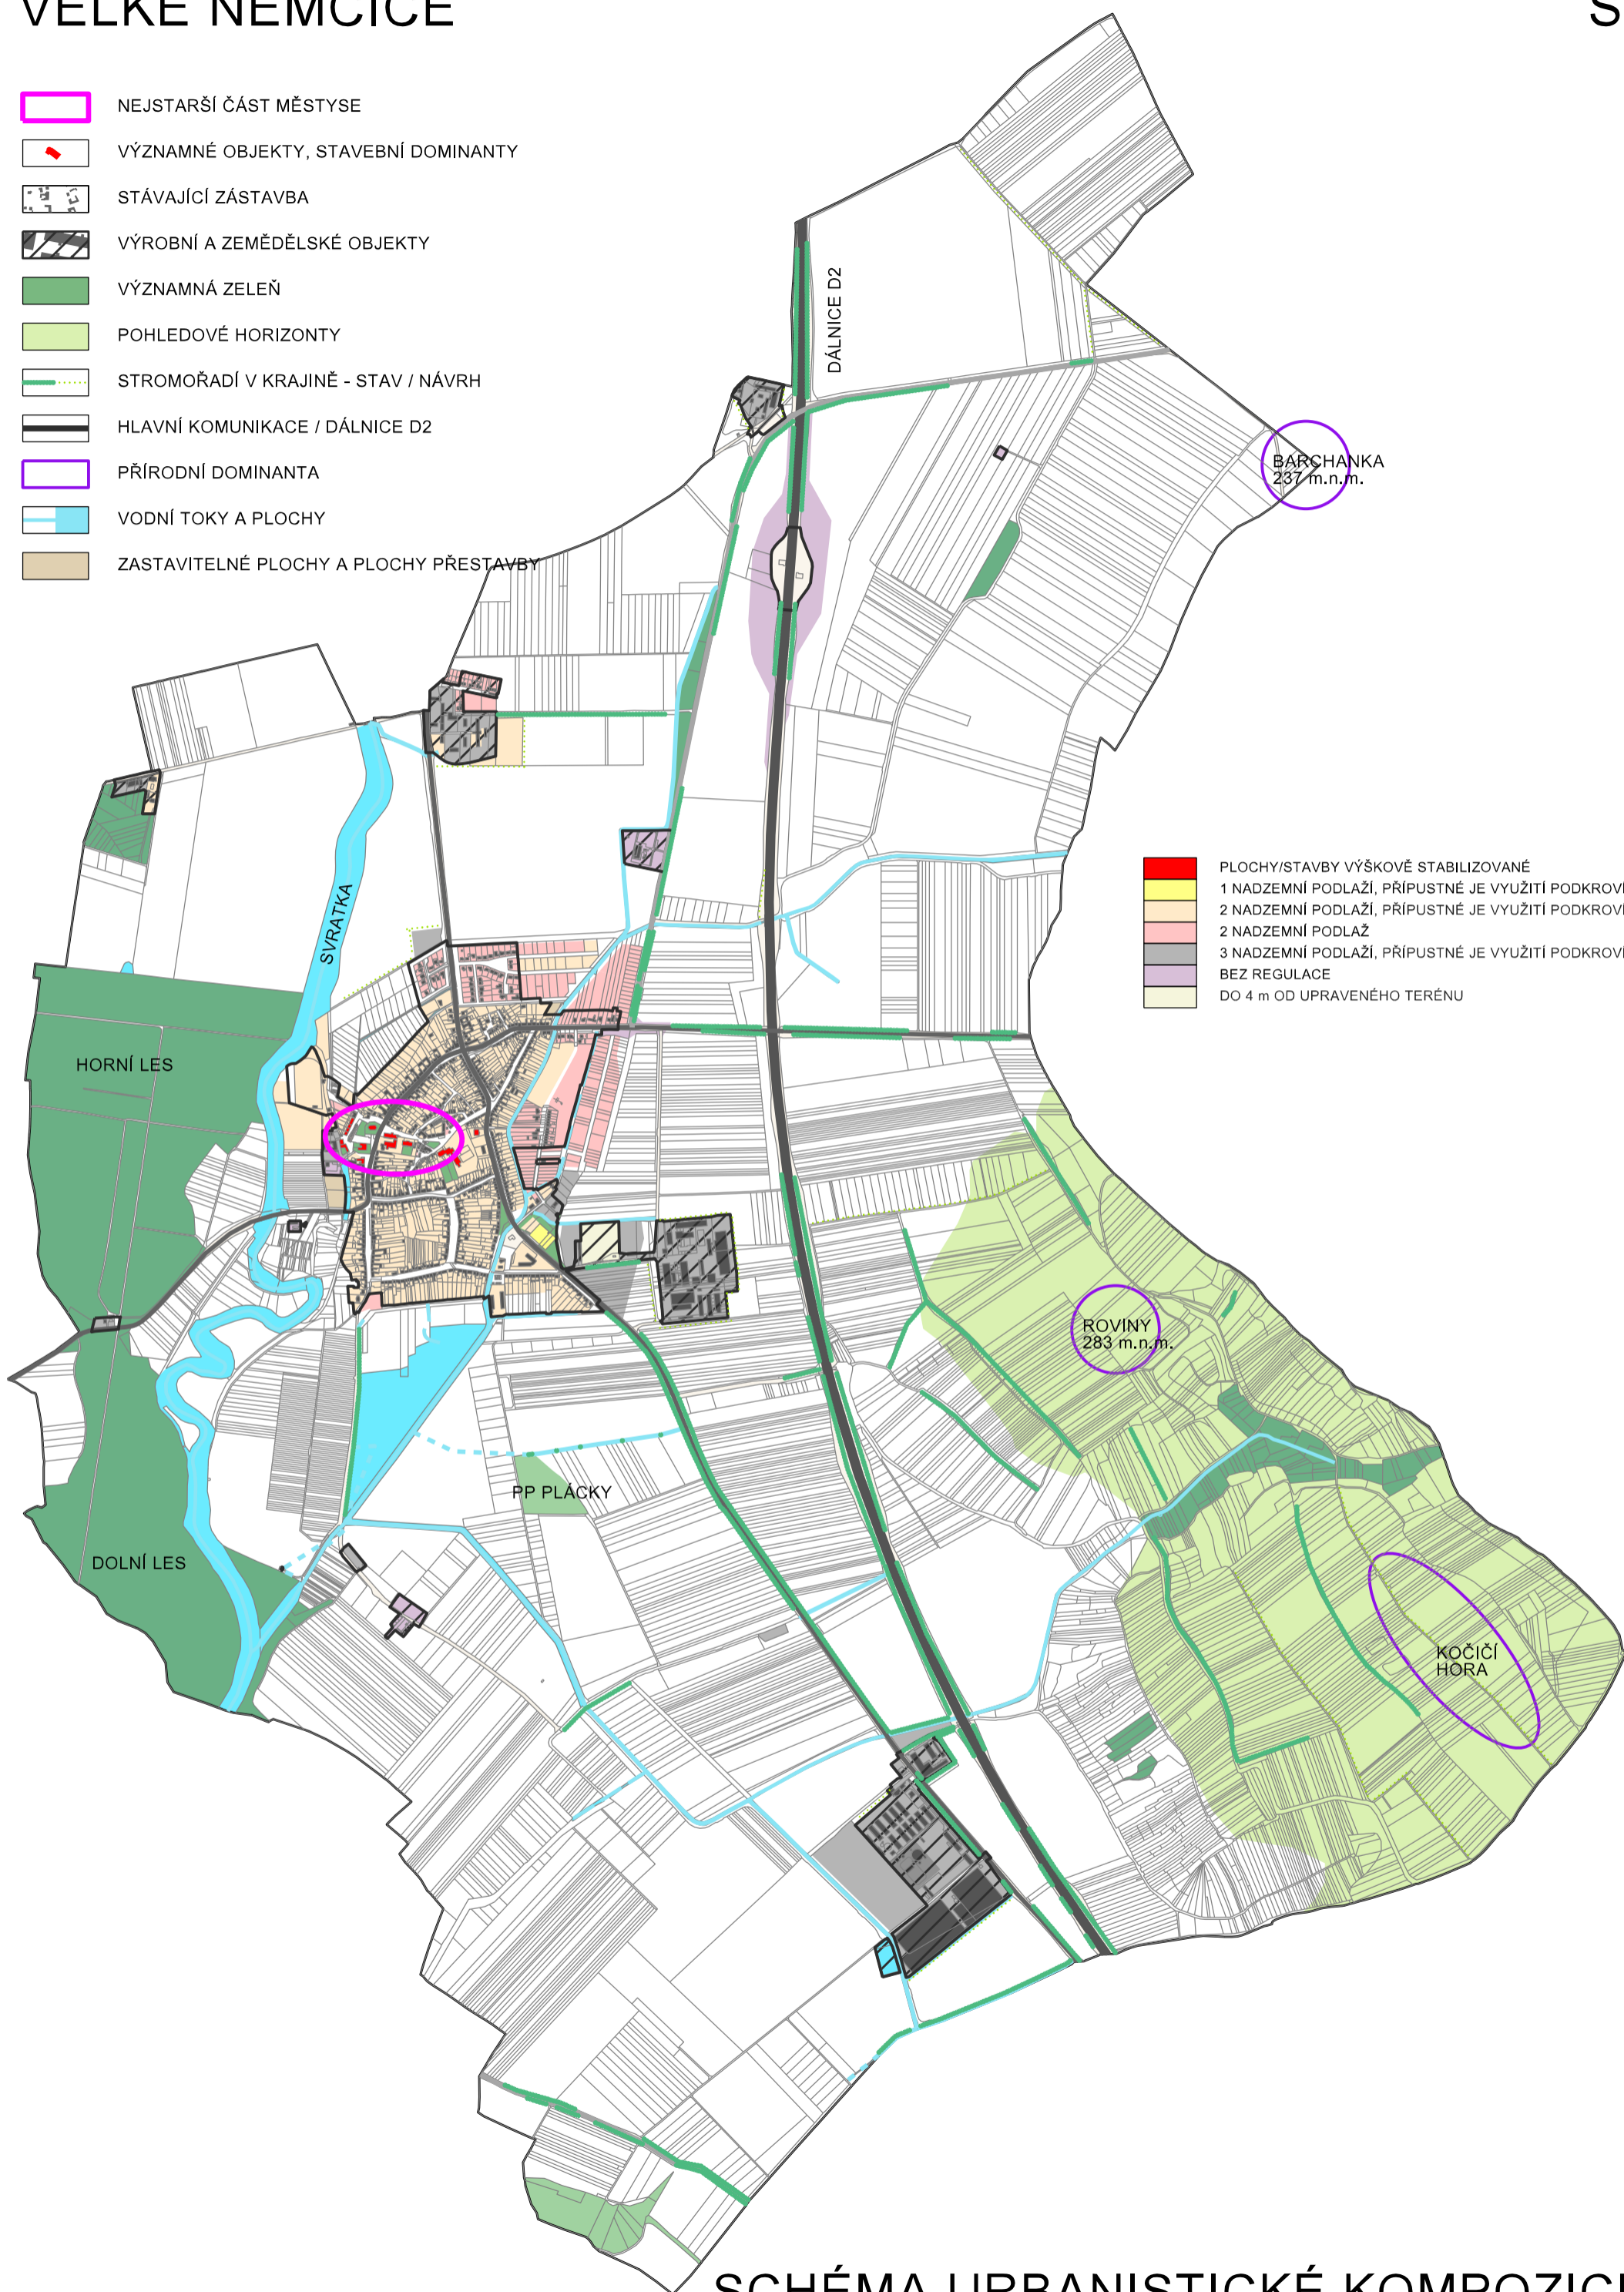 VELKÉ NĚMČICE
S
NEJSTARŠÍ ČÁST MĚSTYSE
VÝZNAMNÉ OBJEKTY, STAVEBNÍ DOMINANTY
STÁVAJÍCÍ ZÁSTAVBA
VÝROBNÍ A ZEMĚDĚLSKÉ OBJEKTY
VÝZNAMNÁ ZELEŇ
POHLEDOVÉ HORIZONTY
STROMOŘADÍ V KRAJINĚ - STAV / NÁVRH
HLAVNÍ KOMUNIKACE / DÁLNICE D2
PŘÍRODNÍ DOMINANTA
VODNÍ TOKY A PLOCHY
ZASTAVITELNÉ PLOCHY A PLOCHY PŘESTAVBY
DÁLNICE D2
BARCHANKA
237 m.n.m.
SVRATKA
PLOCHY/STAVBY VÝŠKOVĚ STABILIZOVANÉ
1 NADZEMNÍ PODLAŽÍ, PŘÍPUSTNÉ JE VYUŽITÍ PODKROVÍ
2 NADZEMNÍ PODLAŽÍ, PŘÍPUSTNÉ JE VYUŽITÍ PODKROVÍ
2 NADZEMNÍ PODLAŽ
3 NADZEMNÍ PODLAŽÍ, PŘÍPUSTNÉ JE VYUŽITÍ PODKROVÍ
BEZ REGULACE
DO 4 m OD UPRAVENÉHO TERÉNU
HORNÍ LES
ROVINY
283 m.n.m.
PP PLÁCKY
DOLNÍ LES
KOČIČÍ
HORA
SCHÉMA URBANISTICKÉ KOMPOZIC